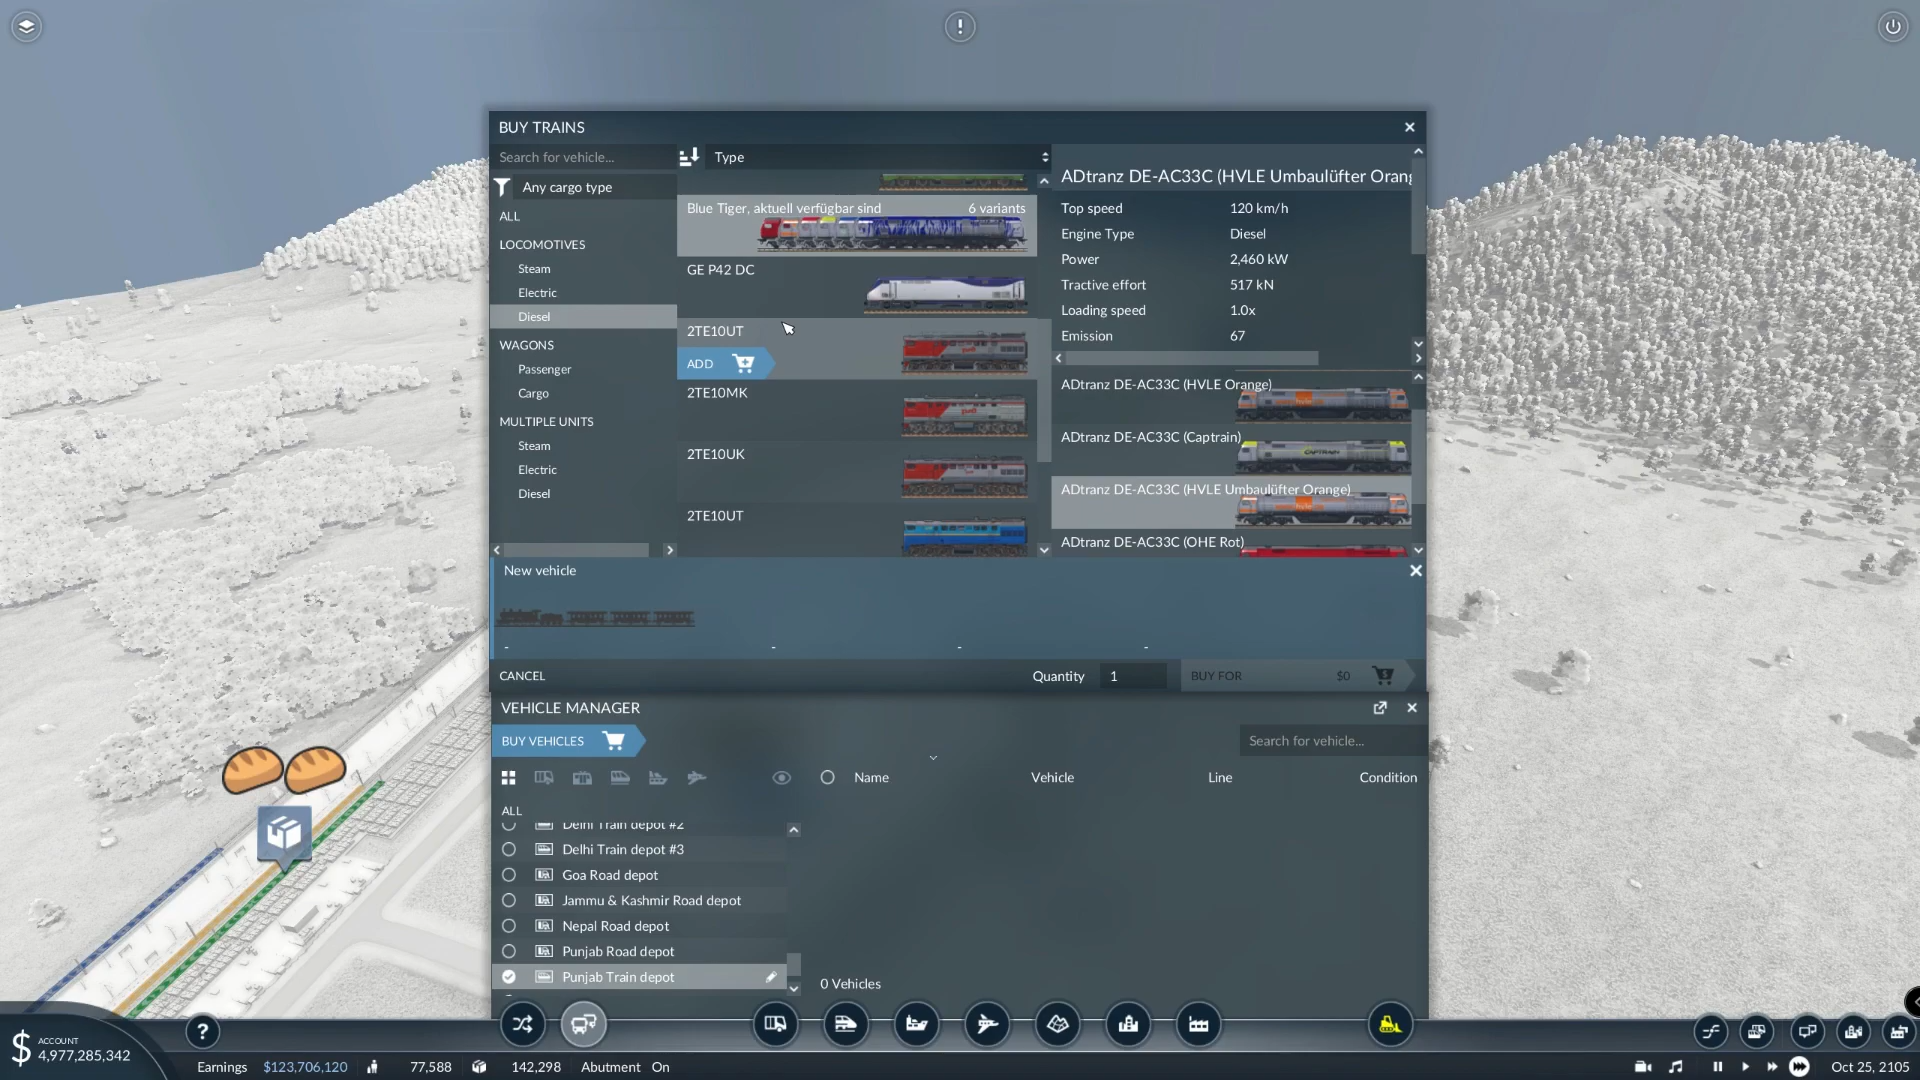 BUY TRAINS
Search for vehicle...
Type
Any cargo type
ALL
LOCOMOTIVES
Steam
Electric
Diesel
WAGONS
Passenger
Cargo
MULTIPLE UNITS
Steam
Electric
Diesel
Blue Tiger, aktuell verfügbar sind 6 variants
GE P42 DC
2TE10UT
ADD
2TE10MK
2TE10UK
2TE10UT
ADtranz DE-AC33C (HVLE Umbaulüfter Orang
Top speed 120 km/h
Engine Type Diesel
Power 2,460 kW
Tractive effort 517 kN
Loading speed 1.0x
Emission 67
ADtranz DE-AC33C (HVLE Orange)
ADtranz DE-AC33C (Captrain)
CAPTRAIN
ADtranz DE-AC33C (HVLE Umbaulüfter Orange)
ADtranz DE-AC33C (OHE Rot)
New vehicle
- - - -
CANCEL
Quantity 1
BUY FOR $0
VEHICLE MANAGER
BUY VEHICLES
Search for vehicle...
Name Vehicle Line Condition
ALL
Delhi Train depot #2
Delhi Train depot #3
Goa Road depot
Jammu & Kashmir Road depot
Nepal Road depot
Punjab Road depot
Punjab Train depot
0 Vehicles
$ ACCOUNT
4,977,285,342
?
Earnings $123,706,120 77,588 142,298 Abutment On
Oct 25, 2105